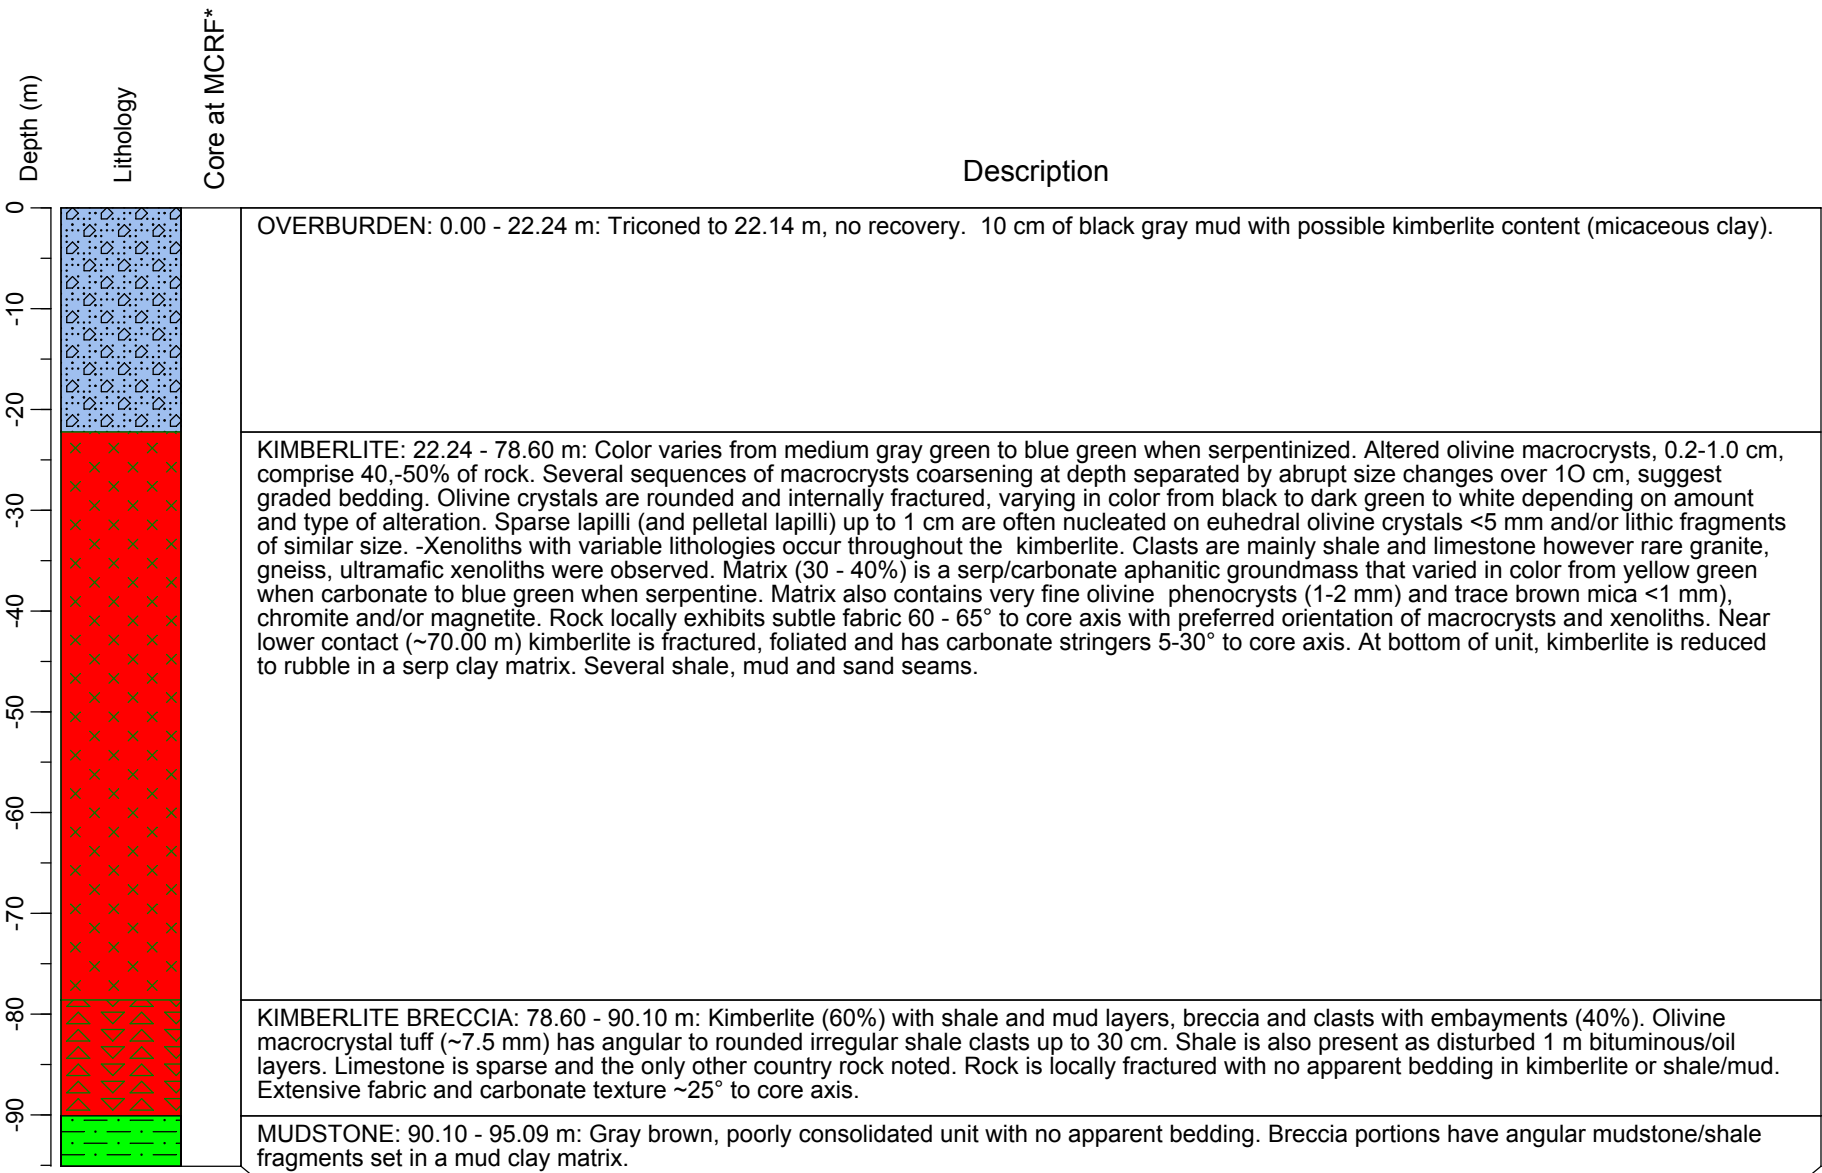 Depth (m)
Lithology
Core at MCRF*
Description
0
-10
-20
-30
-40
-50
-60
-70
-80
-90
OVERBURDEN: 0.00 - 22.24 m: Triconed to 22.14 m, no recovery.  10 cm of black gray mud with possible kimberlite content (micaceous clay).
KIMBERLITE: 22.24 - 78.60 m: Color varies from medium gray green to blue green when serpentinized. Altered olivine macrocrysts, 0.2-1.0 cm,
comprise 40,-50% of rock. Several sequences of macrocrysts coarsening at depth separated by abrupt size changes over 1O cm, suggest
graded bedding. Olivine crystals are rounded and internally fractured, varying in color from black to dark green to white depending on amount
and type of alteration. Sparse lapilli (and pelletal lapilli) up to 1 cm are often nucleated on euhedral olivine crystals <5 mm and/or lithic fragments
of similar size. -Xenoliths with variable lithologies occur throughout the  kimberlite. Clasts are mainly shale and limestone however rare granite,
gneiss, ultramafic xenoliths were observed. Matrix (30 - 40%) is a serp/carbonate aphanitic groundmass that varied in color from yellow green
when carbonate to blue green when serpentine. Matrix also contains very fine olivine  phenocrysts (1-2 mm) and trace brown mica <1 mm),
chromite and/or magnetite. Rock locally exhibits subtle fabric 60 - 65° to core axis with preferred orientation of macrocrysts and xenoliths. Near
lower contact (~70.00 m) kimberlite is fractured, foliated and has carbonate stringers 5-30° to core axis. At bottom of unit, kimberlite is reduced
to rubble in a serp clay matrix. Several shale, mud and sand seams.
KIMBERLITE BRECCIA: 78.60 - 90.10 m: Kimberlite (60%) with shale and mud layers, breccia and clasts with embayments (40%). Olivine
macrocrystal tuff (~7.5 mm) has angular to rounded irregular shale clasts up to 30 cm. Shale is also present as disturbed 1 m bituminous/oil
layers. Limestone is sparse and the only other country rock noted. Rock is locally fractured with no apparent bedding in kimberlite or shale/mud.
Extensive fabric and carbonate texture ~25° to core axis.
MUDSTONE: 90.10 - 95.09 m: Gray brown, poorly consolidated unit with no apparent bedding. Breccia portions have angular mudstone/shale
fragments set in a mud clay matrix.